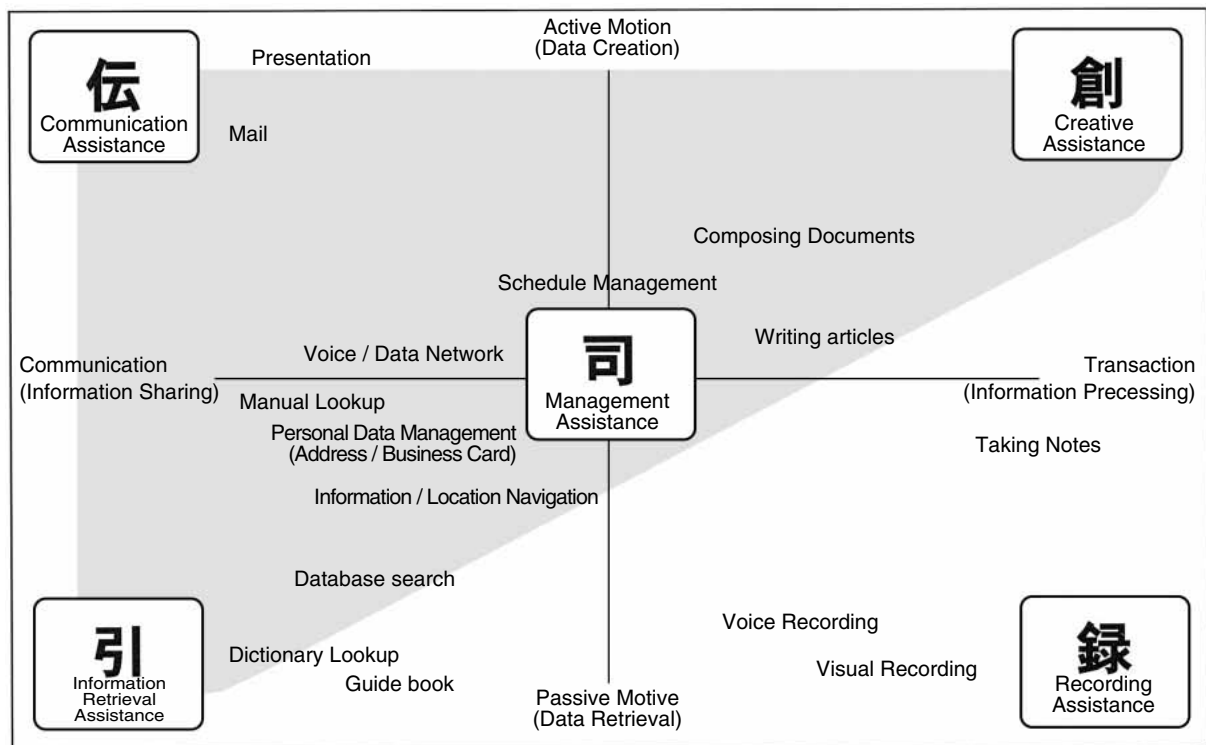 Active Motion
(Data Creation)
伝
Communication
Assistance
Presentation
Mail
創
Creative
Assistance
Composing Documents
Schedule Management
Writing articles
Voice / Data Network
Communication
(Information Sharing)
司
Management
Assistance
Transaction
(Information Precessing)
Manual Lookup
Personal Data Management
(Address / Business Card)
Taking Notes
Information / Location Navigation
Database search
引
Information
Retrieval
Assistance
Dictionary Lookup
Guide book
Voice Recording
Visual Recording
Passive Motive
(Data Retrieval)
録
Recording
Assistance